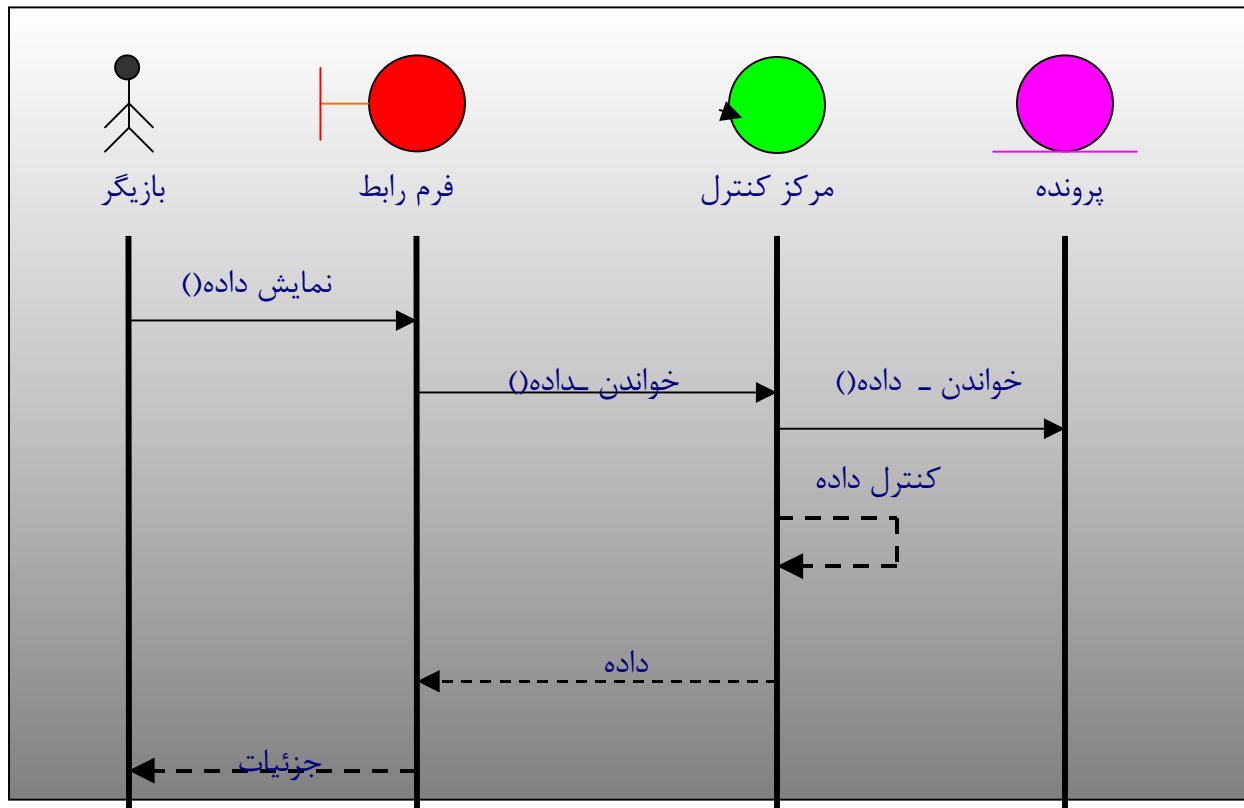 بازیگر
فرم رابط
مرکز کنترل
پرونده
نمایش داده()
خواندن ـداده()
خواندن ـ داده()
کنترل داده
داده
جزئیات